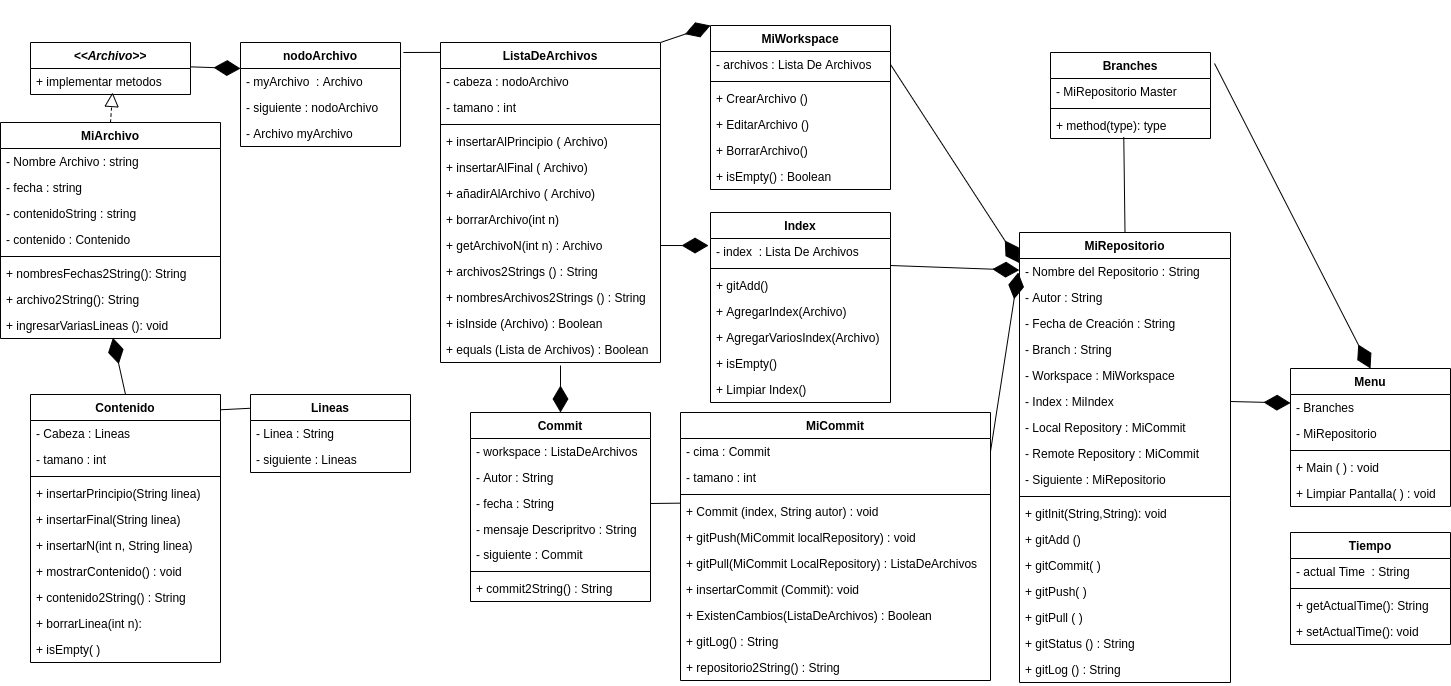 <<Archivo>>
+ implementar metodos
MiArchivo
- Nombre Archivo : string
- fecha : string
- contenidoString : string
- contenido : Contenido
+ nombresFechas2String(): String
+ archivo2String(): String
+ ingresarVariasLineas (): void
Contenido
- Cabeza : Lineas
- tamano : int
+ insertarPrincipio(String linea)
+ insertarFinal(String linea)
+ insertarN(int n, String linea)
+ mostrarContenido() : void
+ contenido2String() : String
+ borrarLinea(int n):
+ isEmpty( )
nodoArchivo
- myArchivo : Archivo
- siguiente : nodoArchivo
- Archivo myArchivo
Lineas
- Linea : String
- siguiente : Lineas
ListaDeArchivos
- cabeza : nodoArchivo
- tamano : int
+ insertarAlPrincipio ( Archivo)
+ insertarAlFinal ( Archivo)
+ añadirAlArchivo ( Archivo)
+ borrarArchivo(int n)
+ getArchivoN(int n) : Archivo
+ archivos2Strings () : String
+ nombresArchivos2Strings () : String
+ isInside (Archivo) : Boolean
+ equals (Lista de Archivos) : Boolean
Commit
- workspace : ListaDeArchivos
- Autor : String
- fecha : String
- mensaje Descripritvo : String
- siguiente : Commit
+ commit2String() : String
MiWorkspace
- archivos : Lista De Archivos
+ CrearArchivo ()
+ EditarArchivo ()
+ BorrarArchivo()
+ isEmpty() : Boolean
Index
- index : Lista De Archivos
+ gitAdd()
+ AgregarIndex(Archivo)
+ AgregarVariosIndex(Archivo)
+ isEmpty()
+ Limpiar Index()
MiCommit
- cima : Commit
- tamano : int
+ Commit (index, String autor) : void
+ gitPush(MiCommit localRepository) : void
+ gitPull(MiCommit LocalRepository) : ListaDeArchivos
+ insertarCommit (Commit): void
+ ExistenCambios(ListaDeArchivos) : Boolean
+ gitLog() : String
+ repositorio2String() : String
Branches
- MiRepositorio Master
+ method(type): type
MiRepositorio
- Nombre del Repositorio : String
- Autor : String
- Fecha de Creación : String
- Branch : String
- Workspace : MiWorkspace
- Index : MiIndex
- Local Repository : MiCommit
- Remote Repository : MiCommit
- Siguiente : MiRepositorio
+ gitInit(String,String): void
+ gitAdd ()
+ gitCommit( )
+ gitPush( )
+ gitPull ( )
+ gitStatus () : String
+ gitLog () : String
Menu
- Branches
- MiRepositorio
+ Main ( ) : void
+ Limpiar Pantalla( ) : void
Tiempo
- actual Time : String
+ getActualTime(): String
+ setActualTime(): void